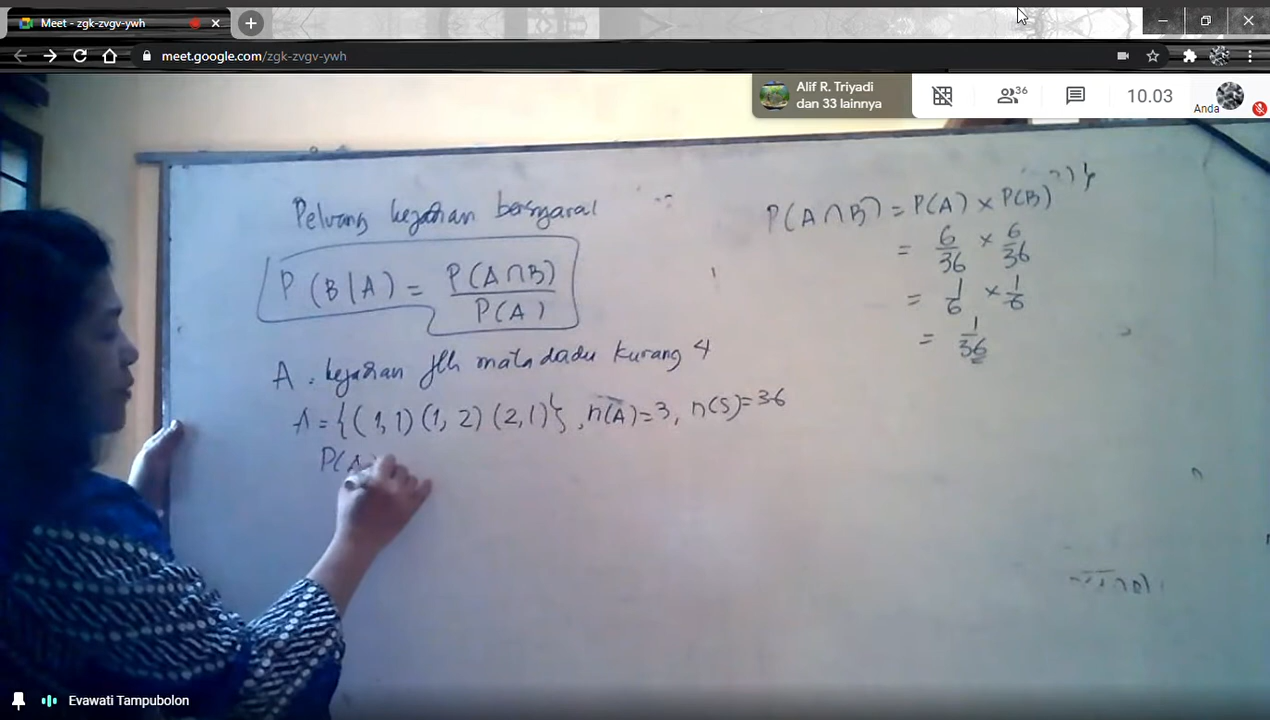 Meet - zgk-zvgv-ywh
meet.google.com/zgk-zvgv-ywh
Alif R. Triyadi
dan 33 lainnya
36
10.03
Anda
Peluang kejadian bersyarat
P(B|A) = P(A∩B)
P(A)
A : kejadian jlh mata dadu kurang 4
A = {(1,1)(1,2)(2,1)}, n(A)=3, n(S)=36
P(A)
P(A∩B) = P(A) × P(B)
= 6/36 × 6/36
= 1/6 × 1/6
= 1/36
Evawati Tampubolon